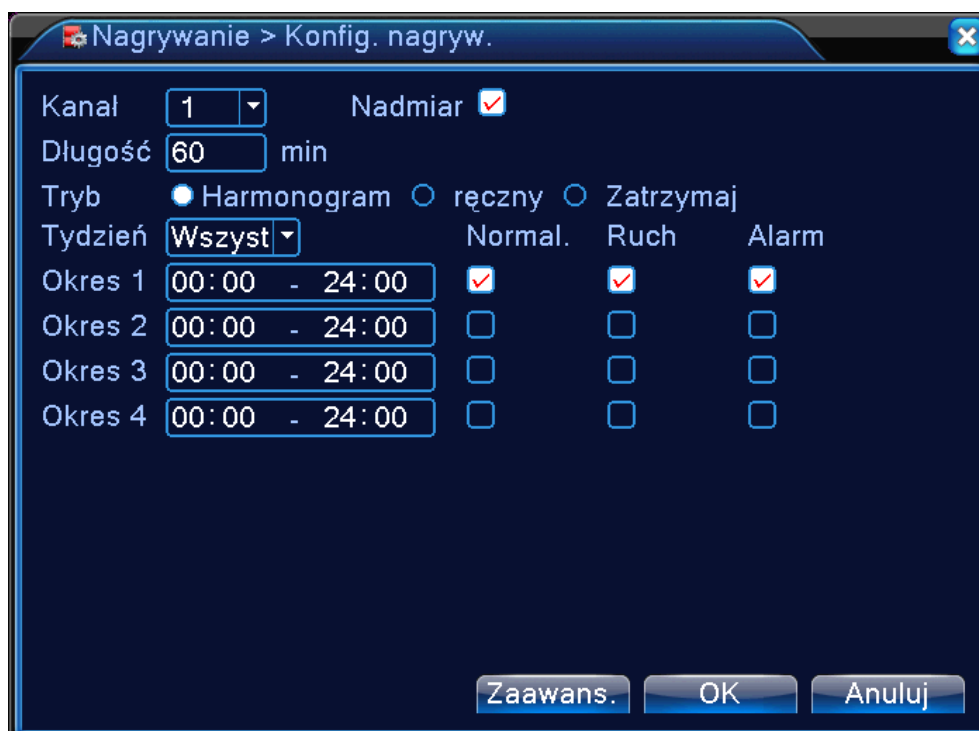 Nagrywanie > Konfig. nagryw.
Kanał 1 Nadmiar
Długość 60 min
Tryb Harmonogram ręczny Zatrzymaj
Tydzień Wszyst Normal. Ruch Alarm
Okres 1 00:00 - 24:00
Okres 2 00:00 - 24:00
Okres 3 00:00 - 24:00
Okres 4 00:00 - 24:00
Zaawans. OK Anuluj